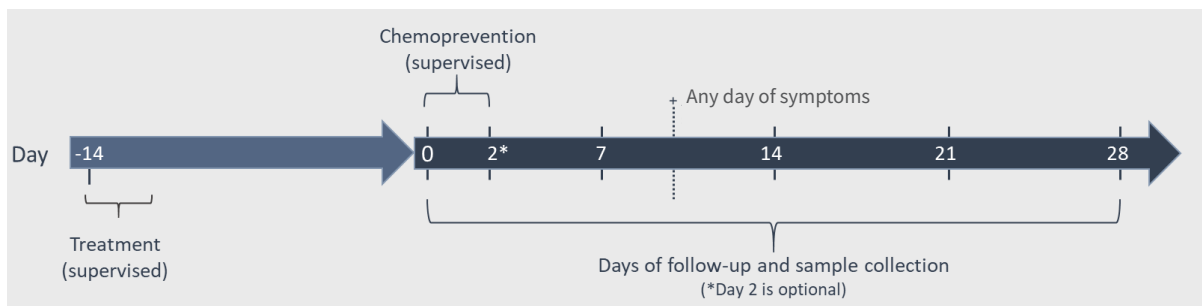 Chemoprevention
(supervised)
+ Any day of symptoms
Day -14 0 2* 7 14 21 28
Treatment
(supervised)
Days of follow-up and sample collection
(*Day 2 is optional)